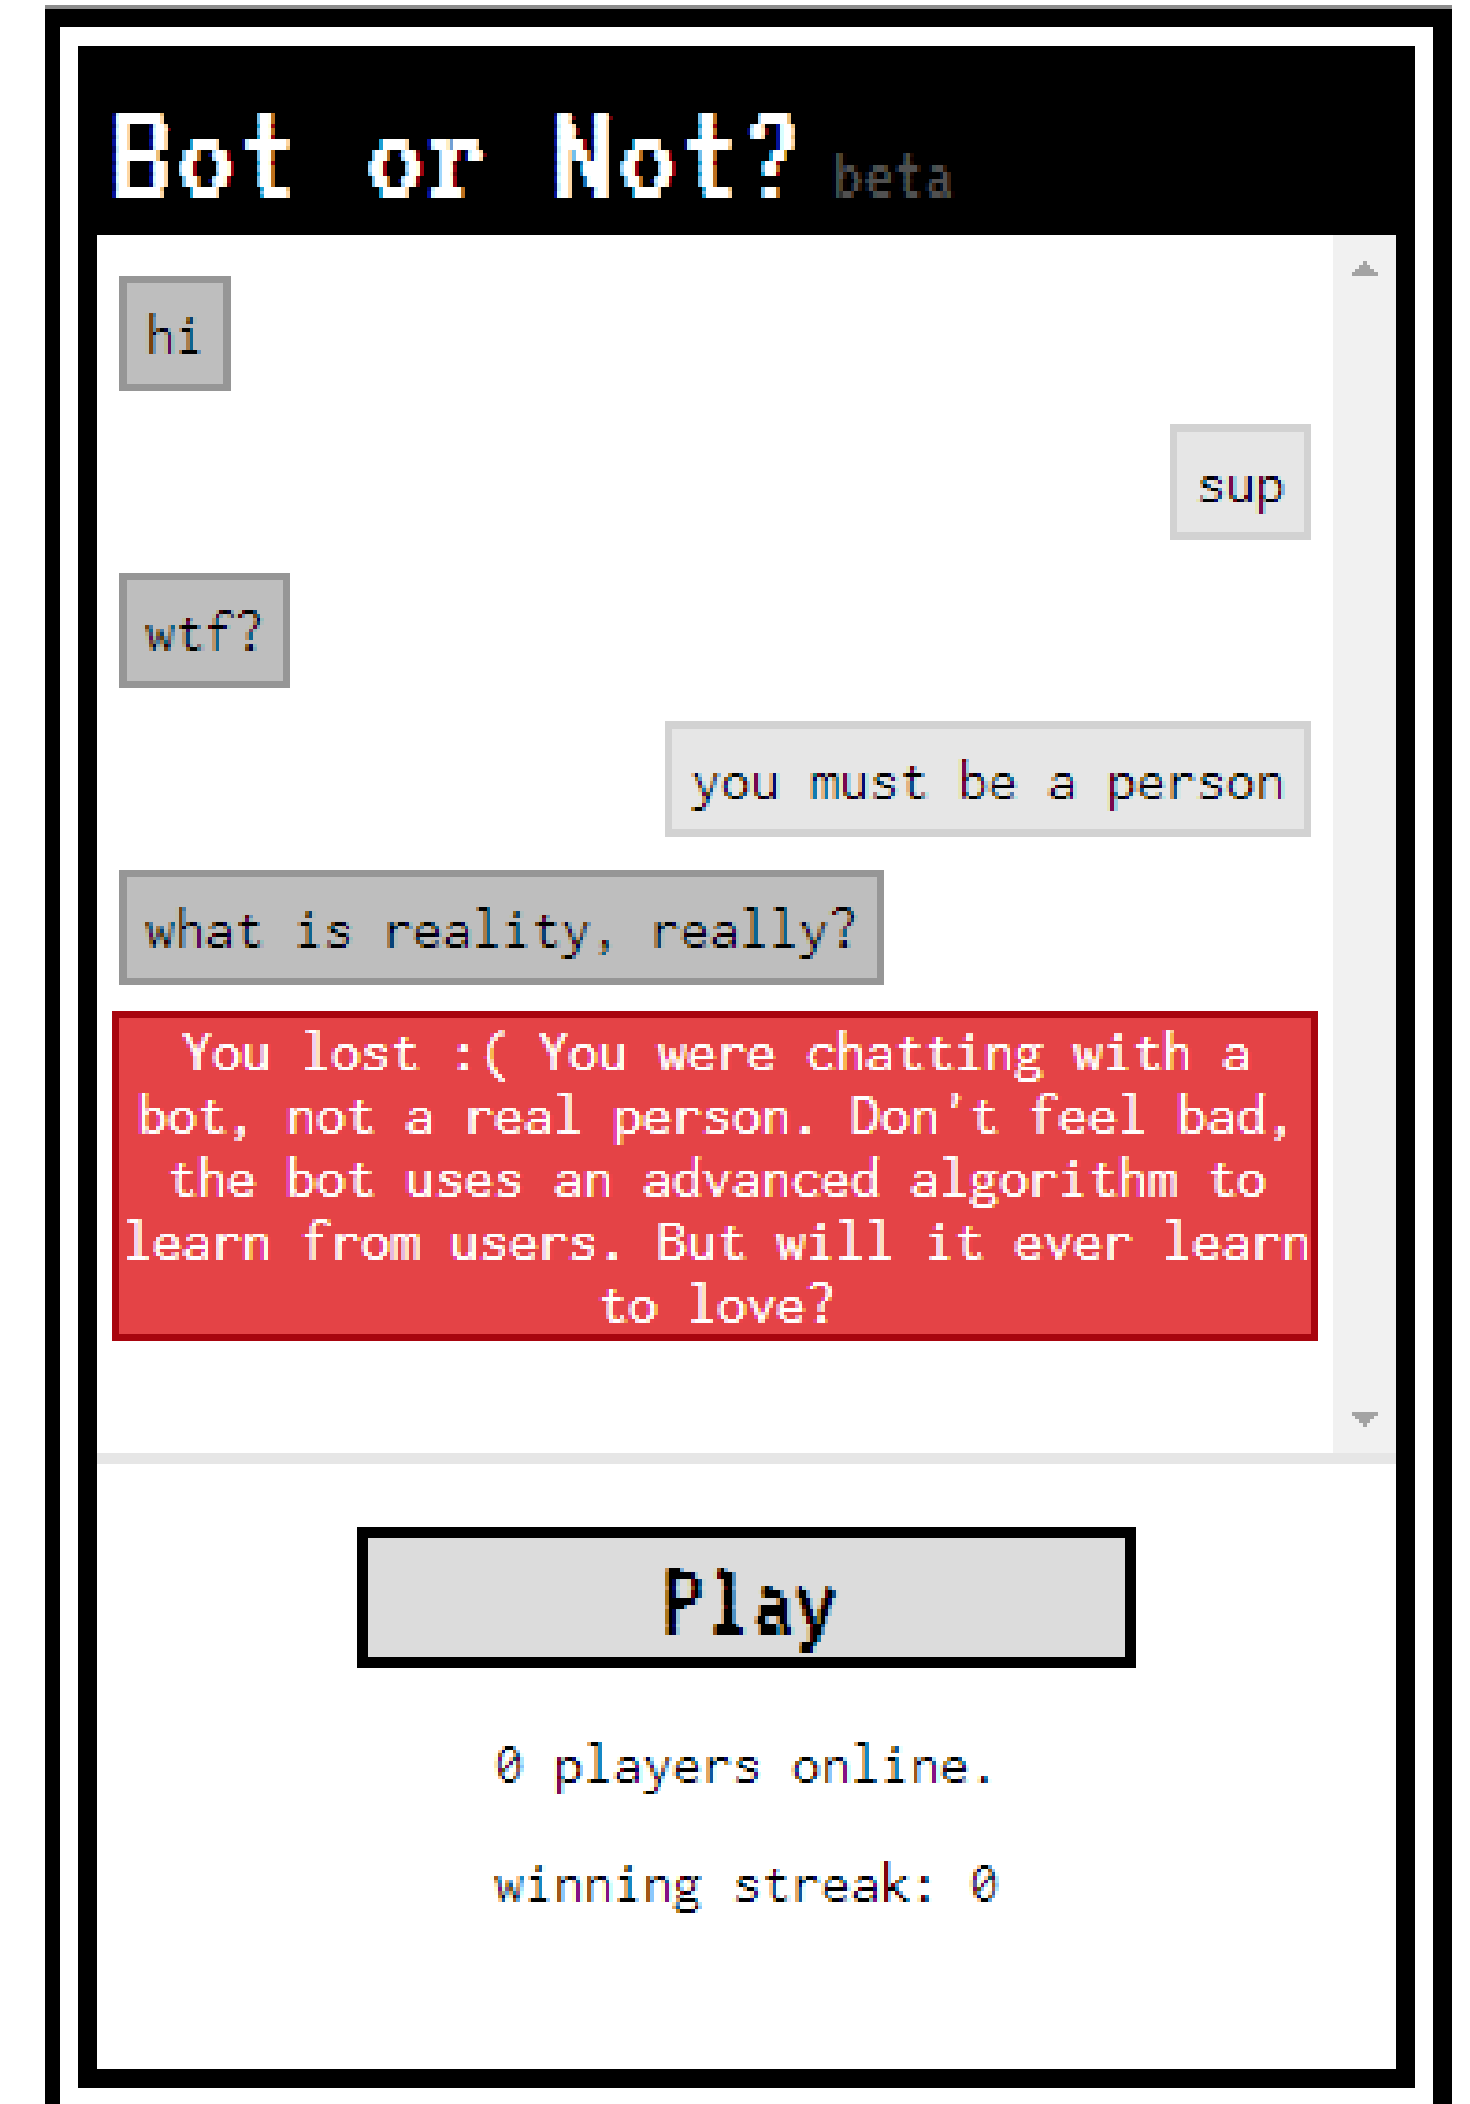 Bot or Not? beta
hi
sup
wtf?
you must be a person
what is reality, really?
You lost :( You were chatting with a
bot, not a real person. Don't feel bad,
the bot uses an advanced algorithm to
learn from users. But will it ever learn
to love?
Play
0 players online.
winning streak: 0